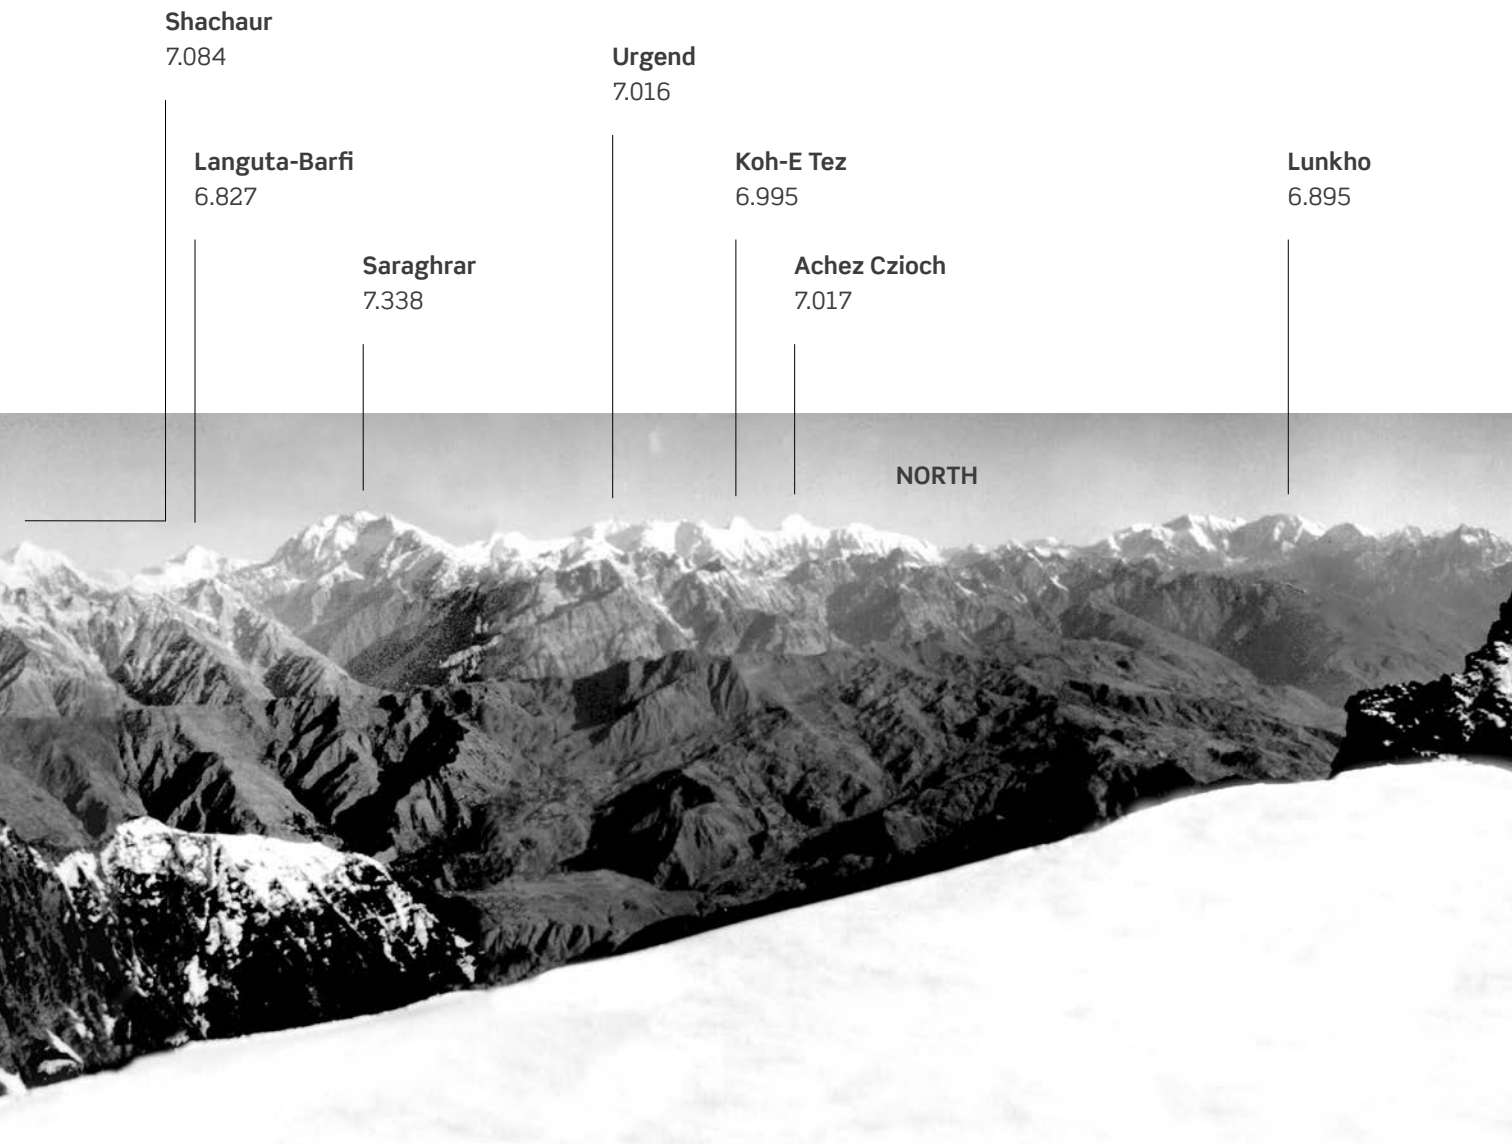 Shachaur
7.084
Urgend
7.016
Languta-Barfi
6.827
Koh-E Tez
6.995
Lunkho
6.895
Saraghrar
7.338
Achez Czioch
7.017
NORTH